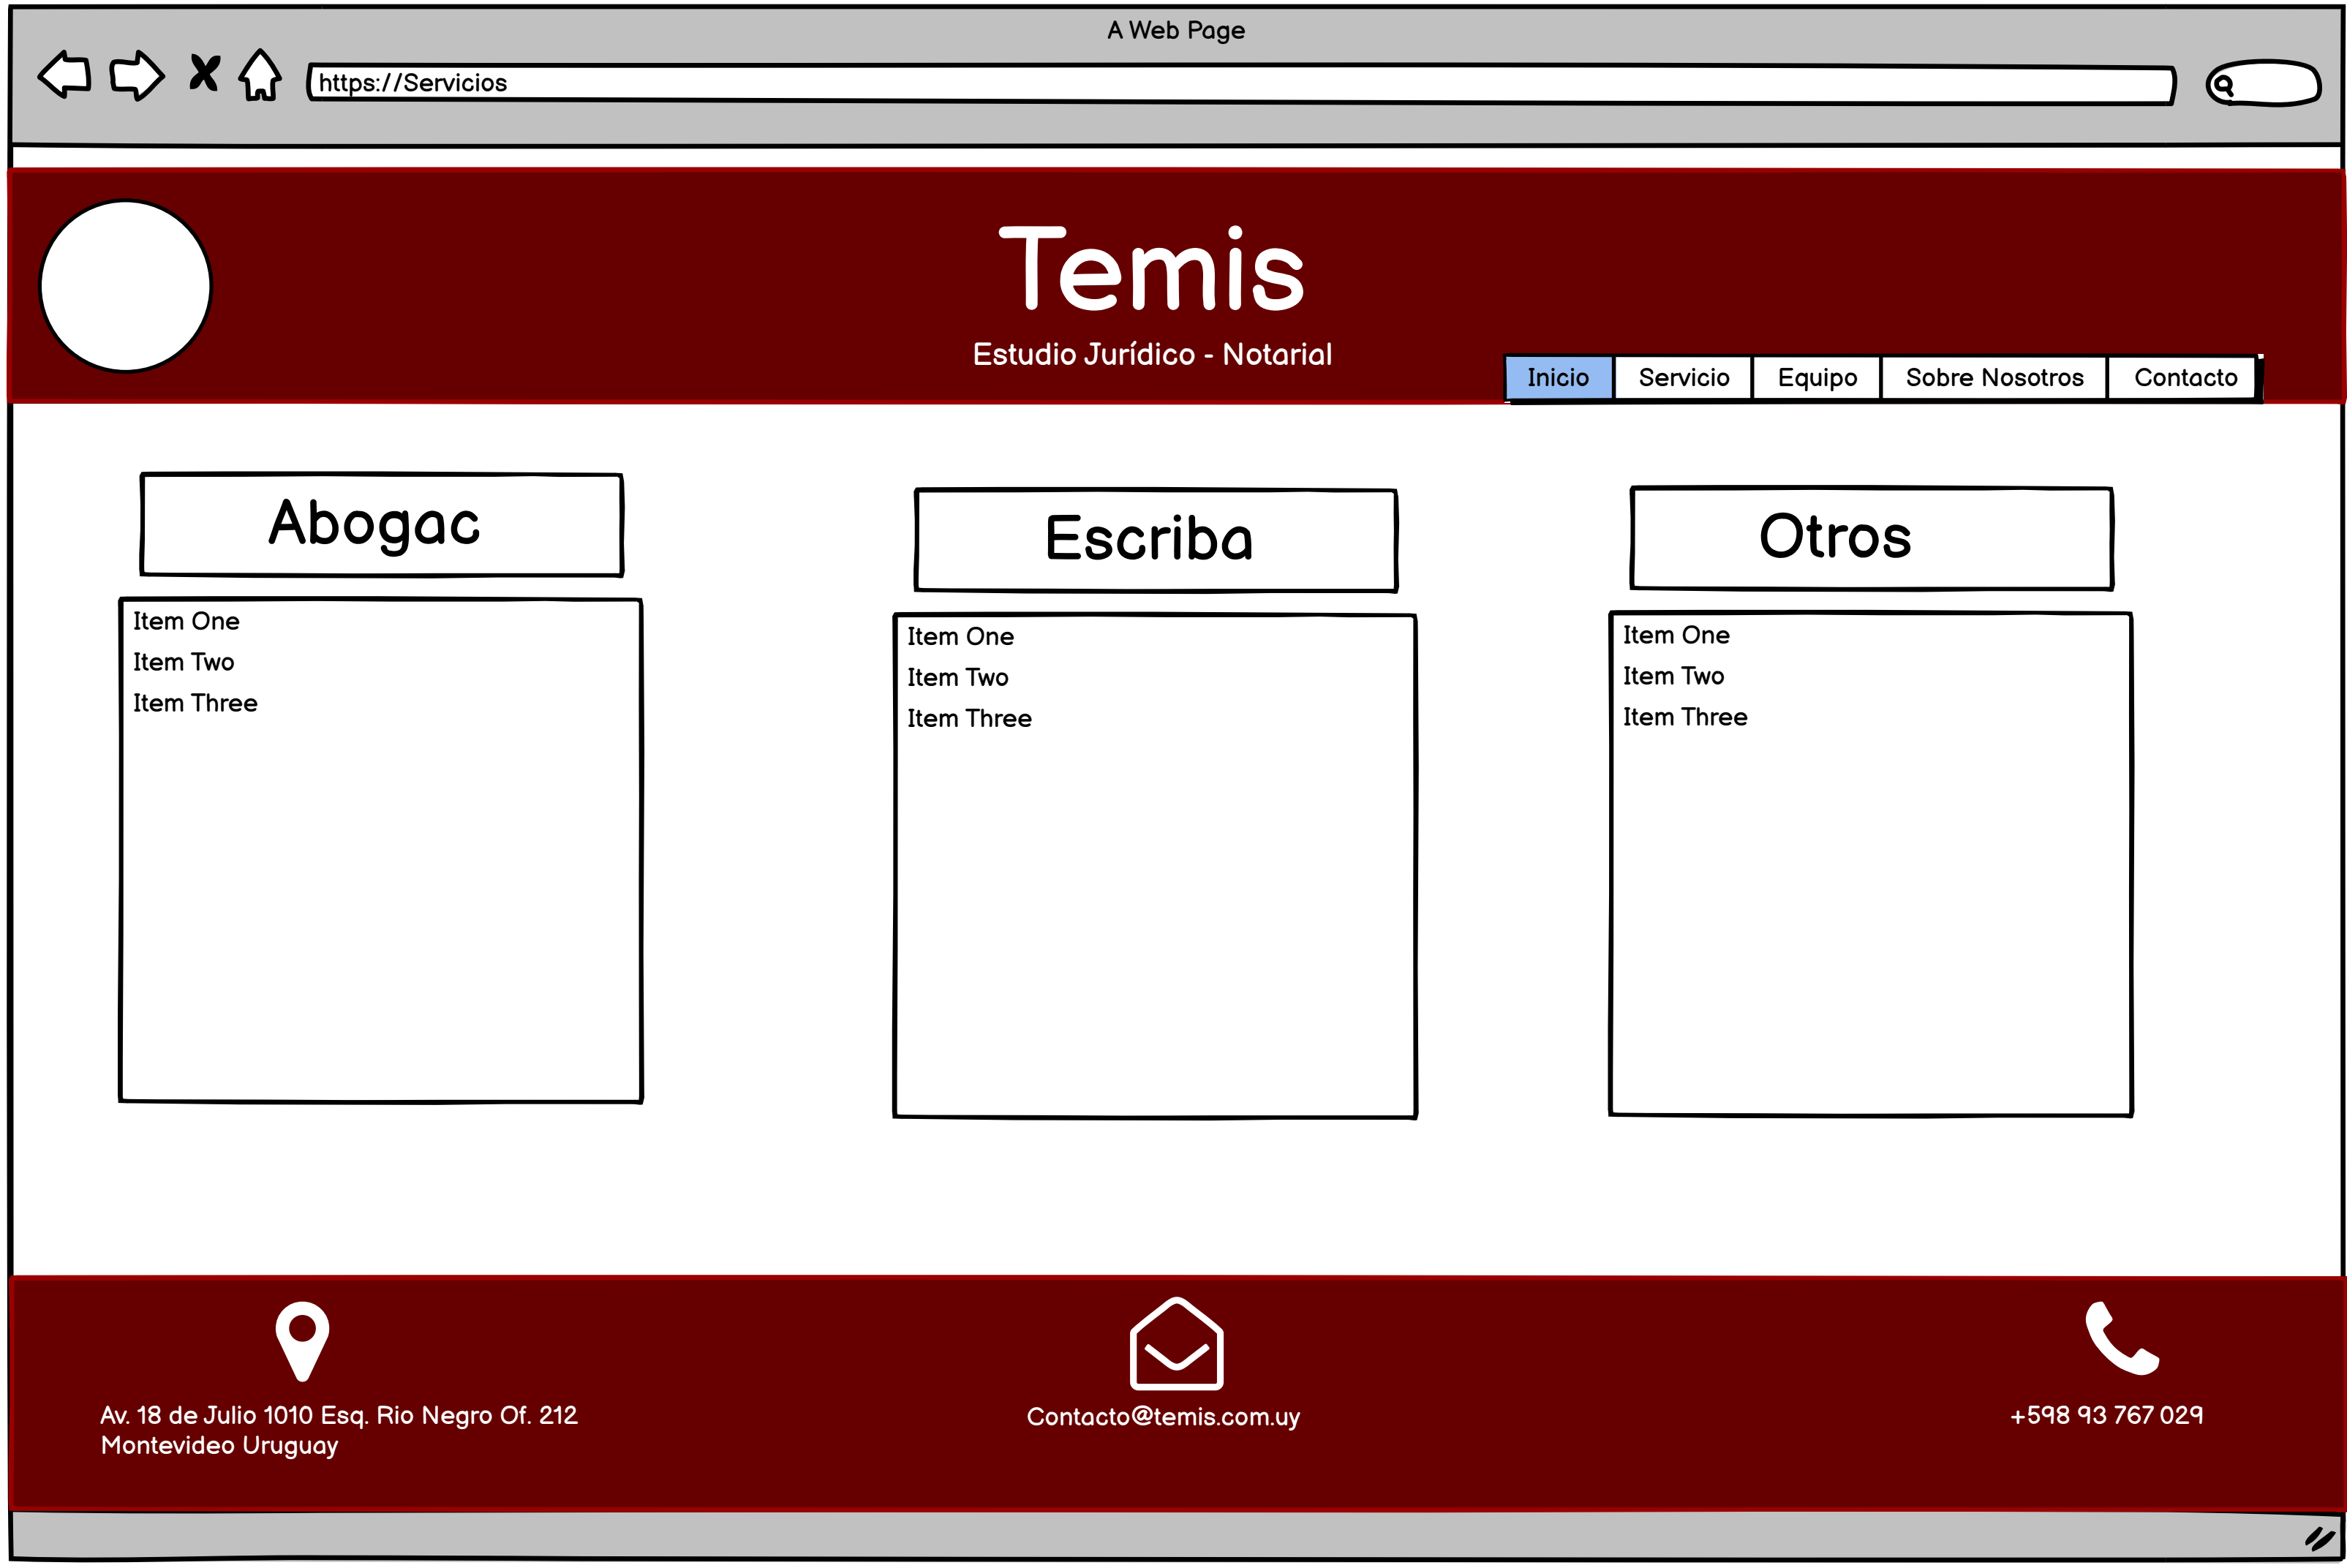 A Web Page
https://Servicios
Temis
Estudio Jurídico - Notarial
Inicio Servicio Equipo Sobre Nosotros Contacto
Abogac
Item One
Item Two
Item Three
Escriba
Item One
Item Two
Item Three
Otros
Item One
Item Two
Item Three
Av. 18 de Julio 1010 Esq. Rio Negro Of. 212
Montevideo Uruguay
Contacto@temis.com.uy
+598 93 767 029